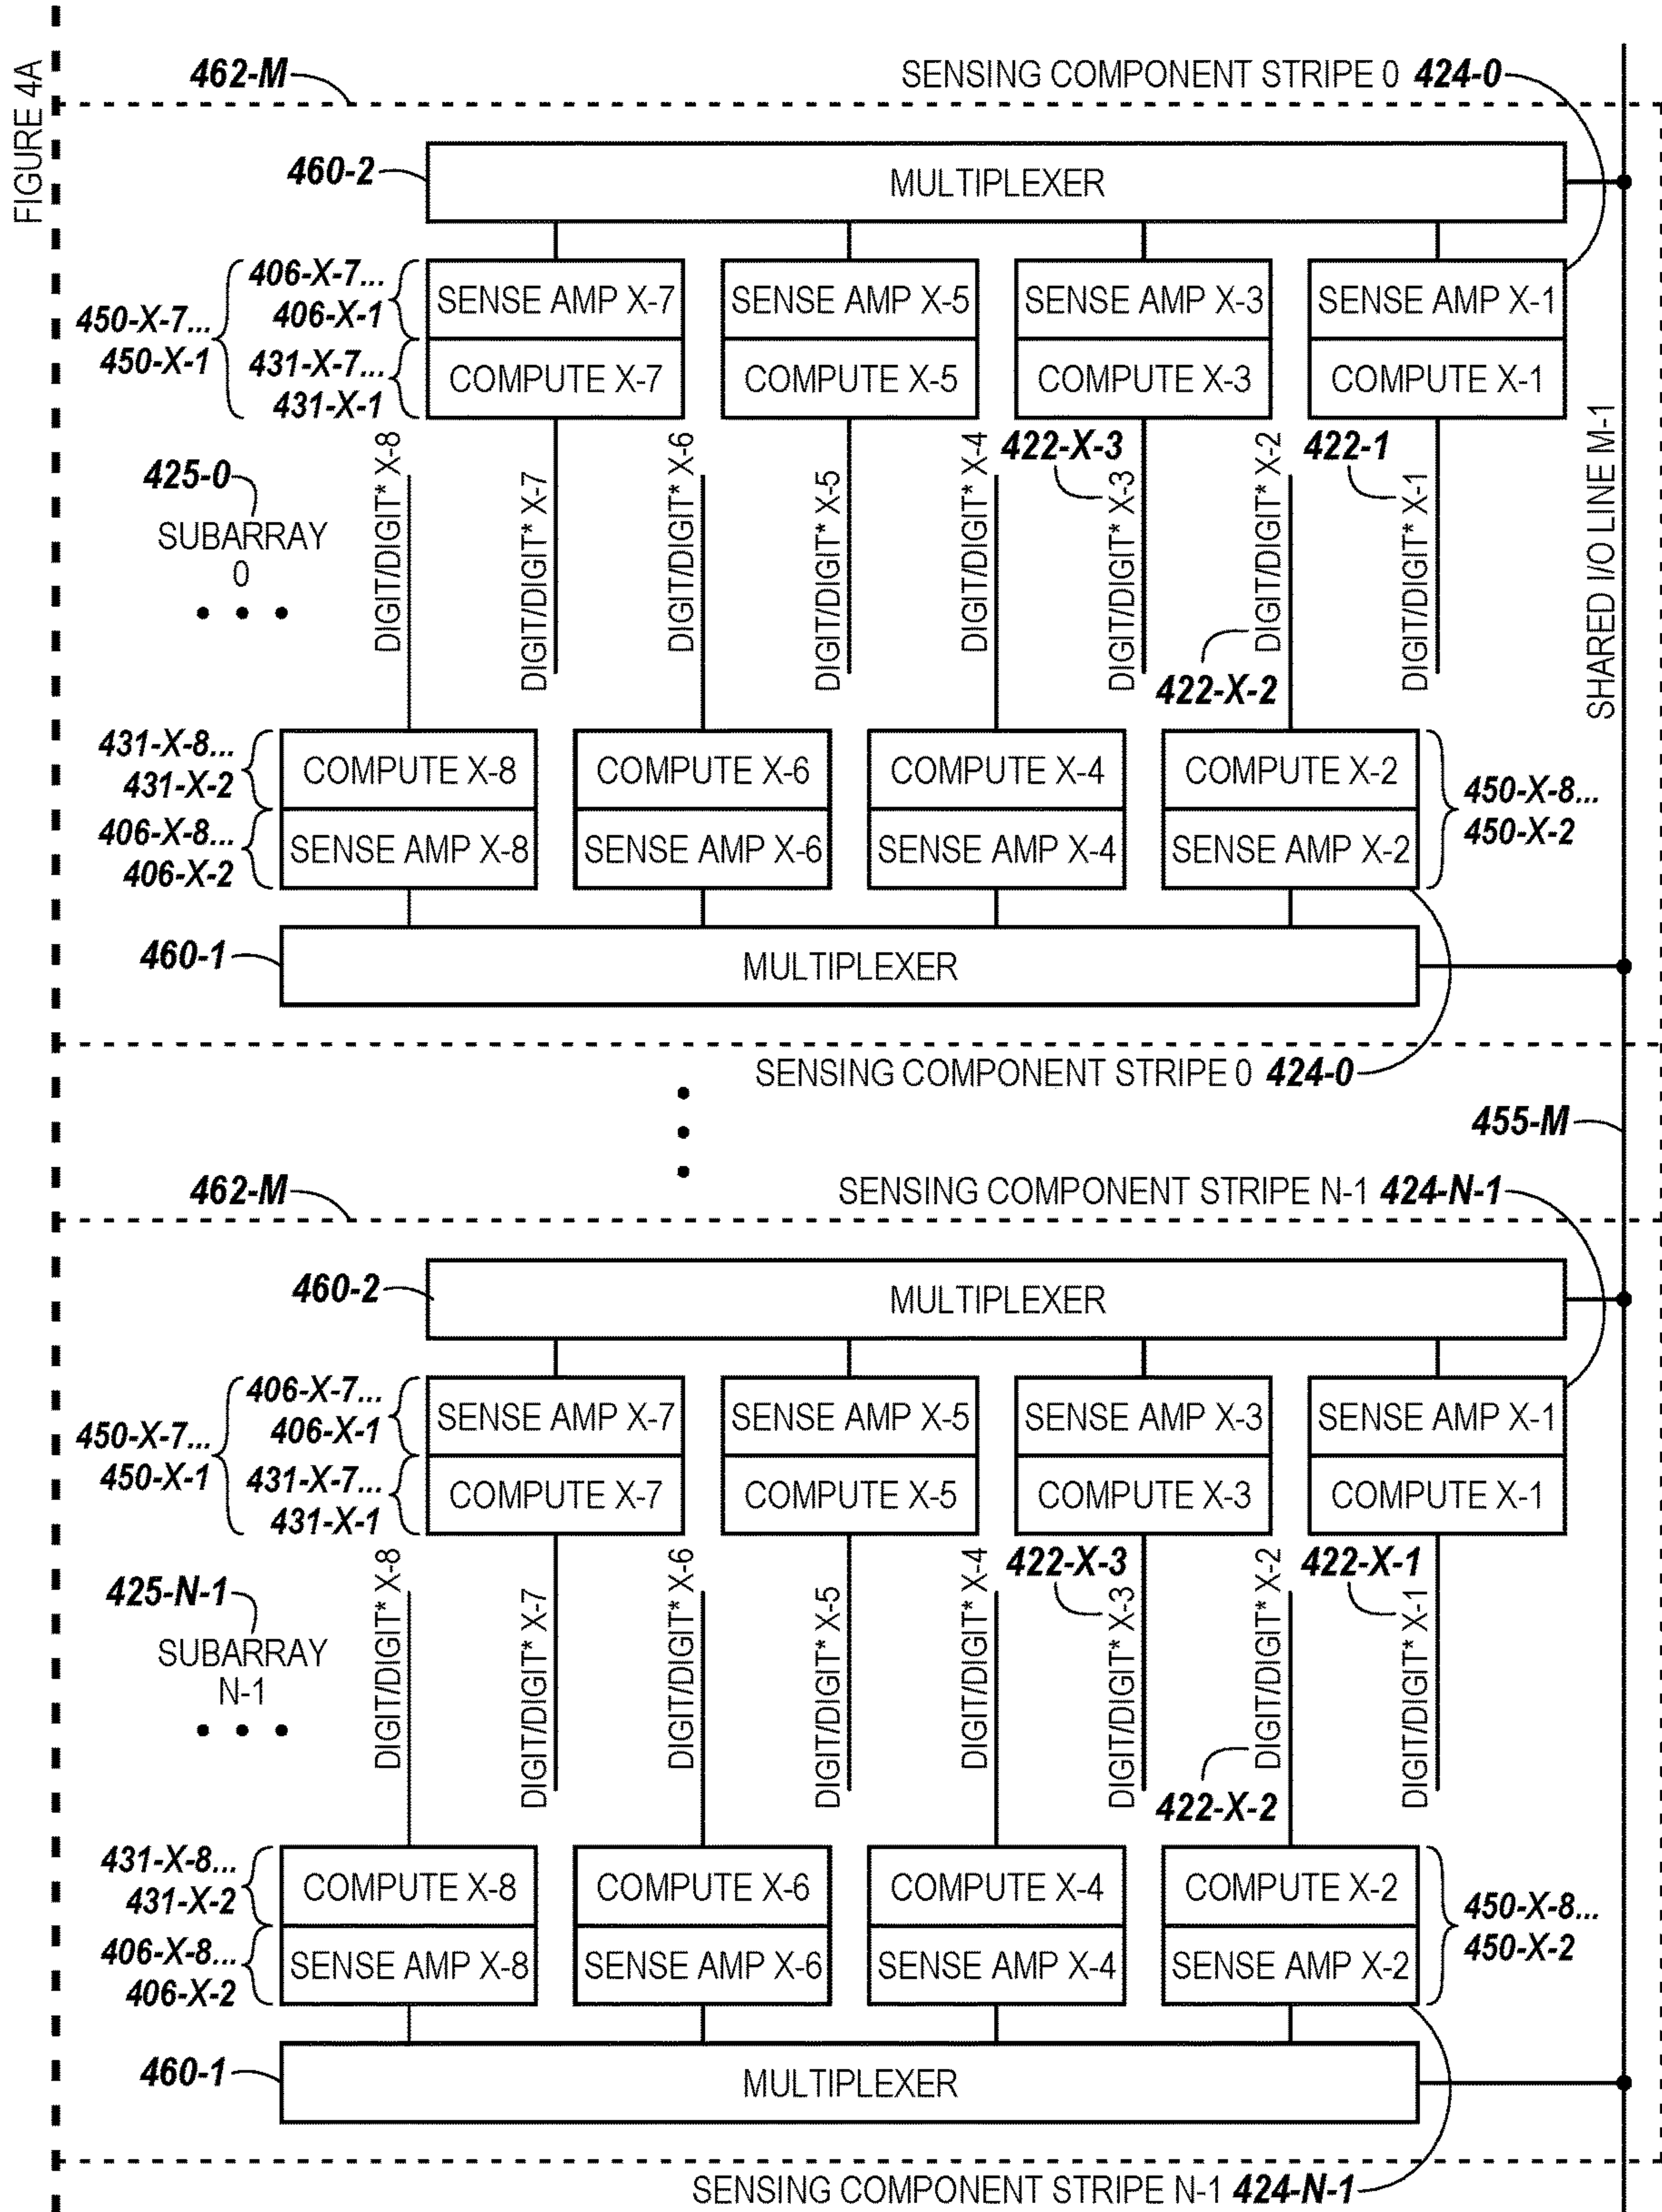 FIGURE 4A
462-M
SENSING COMPONENT STRIPE 0 424-0
460-2
MULTIPLEXER
450-X-7...
450-X-1
406-X-7...
406-X-1
431-X-7...
431-X-1
SENSE AMP X-7
SENSE AMP X-5
SENSE AMP X-3
SENSE AMP X-1
COMPUTE X-7
COMPUTE X-5
COMPUTE X-3
COMPUTE X-1
425-0
SUBARRAY
0
DIGIT/DIGIT* X-8
DIGIT/DIGIT* X-7
DIGIT/DIGIT* X-6
DIGIT/DIGIT* X-5
DIGIT/DIGIT* X-4
422-X-3
DIGIT/DIGIT* X-3
DIGIT/DIGIT* X-2
422-X-2
422-1
DIGIT/DIGIT* X-1
SHARED I/O LINE M-1
431-X-8...
431-X-2
406-X-8...
406-X-2
COMPUTE X-8
COMPUTE X-6
COMPUTE X-4
COMPUTE X-2
SENSE AMP X-8
SENSE AMP X-6
SENSE AMP X-4
SENSE AMP X-2
450-X-8...
450-X-2
460-1
MULTIPLEXER
SENSING COMPONENT STRIPE 0 424-0
455-M
462-M
SENSING COMPONENT STRIPE N-1 424-N-1
460-2
MULTIPLEXER
450-X-7...
450-X-1
406-X-7...
406-X-1
431-X-7...
431-X-1
SENSE AMP X-7
SENSE AMP X-5
SENSE AMP X-3
SENSE AMP X-1
COMPUTE X-7
COMPUTE X-5
COMPUTE X-3
COMPUTE X-1
425-N-1
SUBARRAY
N-1
DIGIT/DIGIT* X-8
DIGIT/DIGIT* X-7
DIGIT/DIGIT* X-6
DIGIT/DIGIT* X-5
DIGIT/DIGIT* X-4
422-X-3
DIGIT/DIGIT* X-3
DIGIT/DIGIT* X-2
422-X-2
422-X-1
DIGIT/DIGIT* X-1
431-X-8...
431-X-2
406-X-8...
406-X-2
COMPUTE X-8
COMPUTE X-6
COMPUTE X-4
COMPUTE X-2
SENSE AMP X-8
SENSE AMP X-6
SENSE AMP X-4
SENSE AMP X-2
450-X-8...
450-X-2
460-1
MULTIPLEXER
SENSING COMPONENT STRIPE N-1 424-N-1